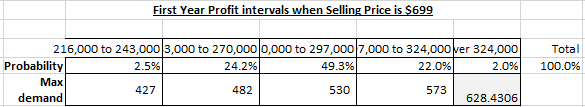 First Year Profit intervals when Selling Price is $699
216,000 to 243,000 3,000 to 270,000 0,000 to 297,000 7,000 to 324,000 ver 324,000 Total
Probability 2.5% 24.2% 49.3% 22.0% 2.0% 100.0%
Max
demand 427 482 530 573 628.4306